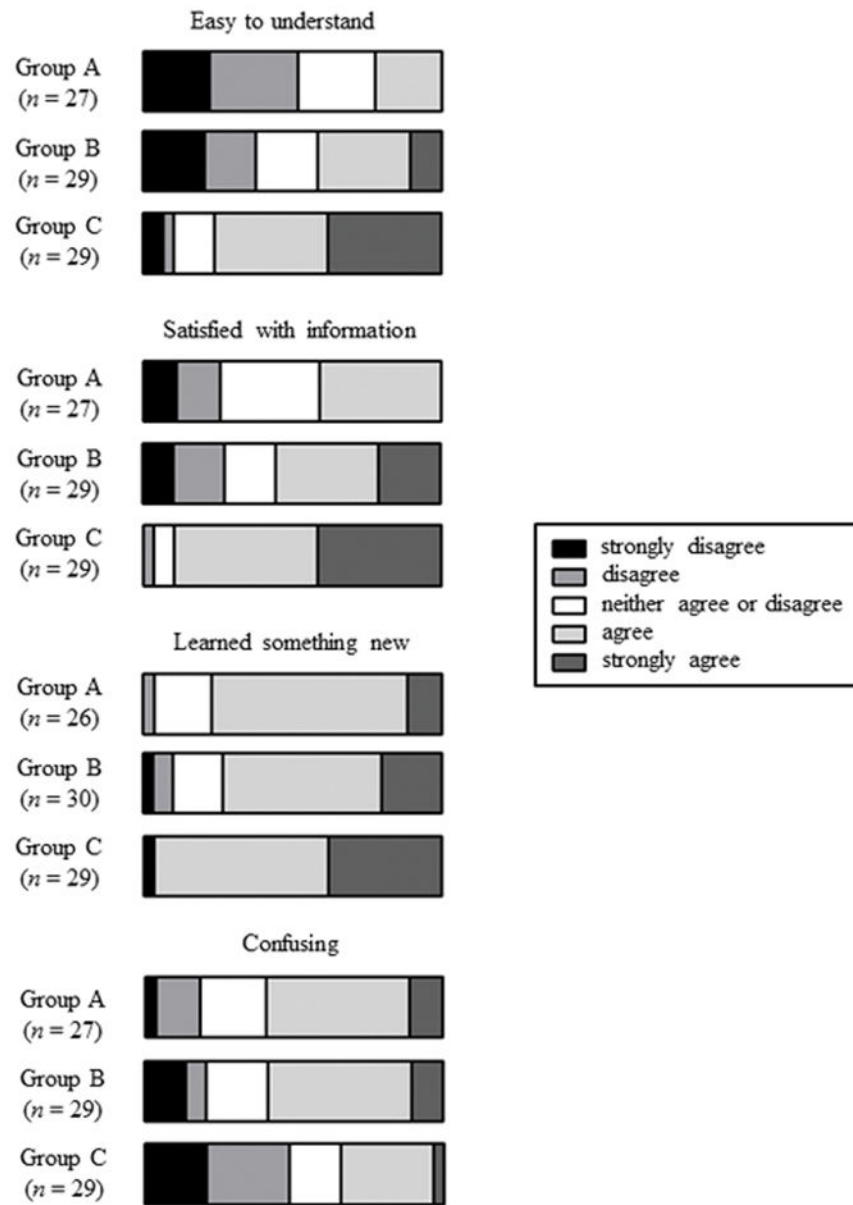 Easy to understand
Group A
(n = 27)
Group B
(n = 29)
Group C
(n = 29)
Satisfied with information
Group A
(n = 27)
Group B
(n = 29)
Group C
(n = 29)
strongly disagree
disagree
neither agree or disagree
agree
strongly agree
Learned something new
Group A
(n = 26)
Group B
(n = 30)
Group C
(n = 29)
Confusing
Group A
(n = 27)
Group B
(n = 29)
Group C
(n = 29)